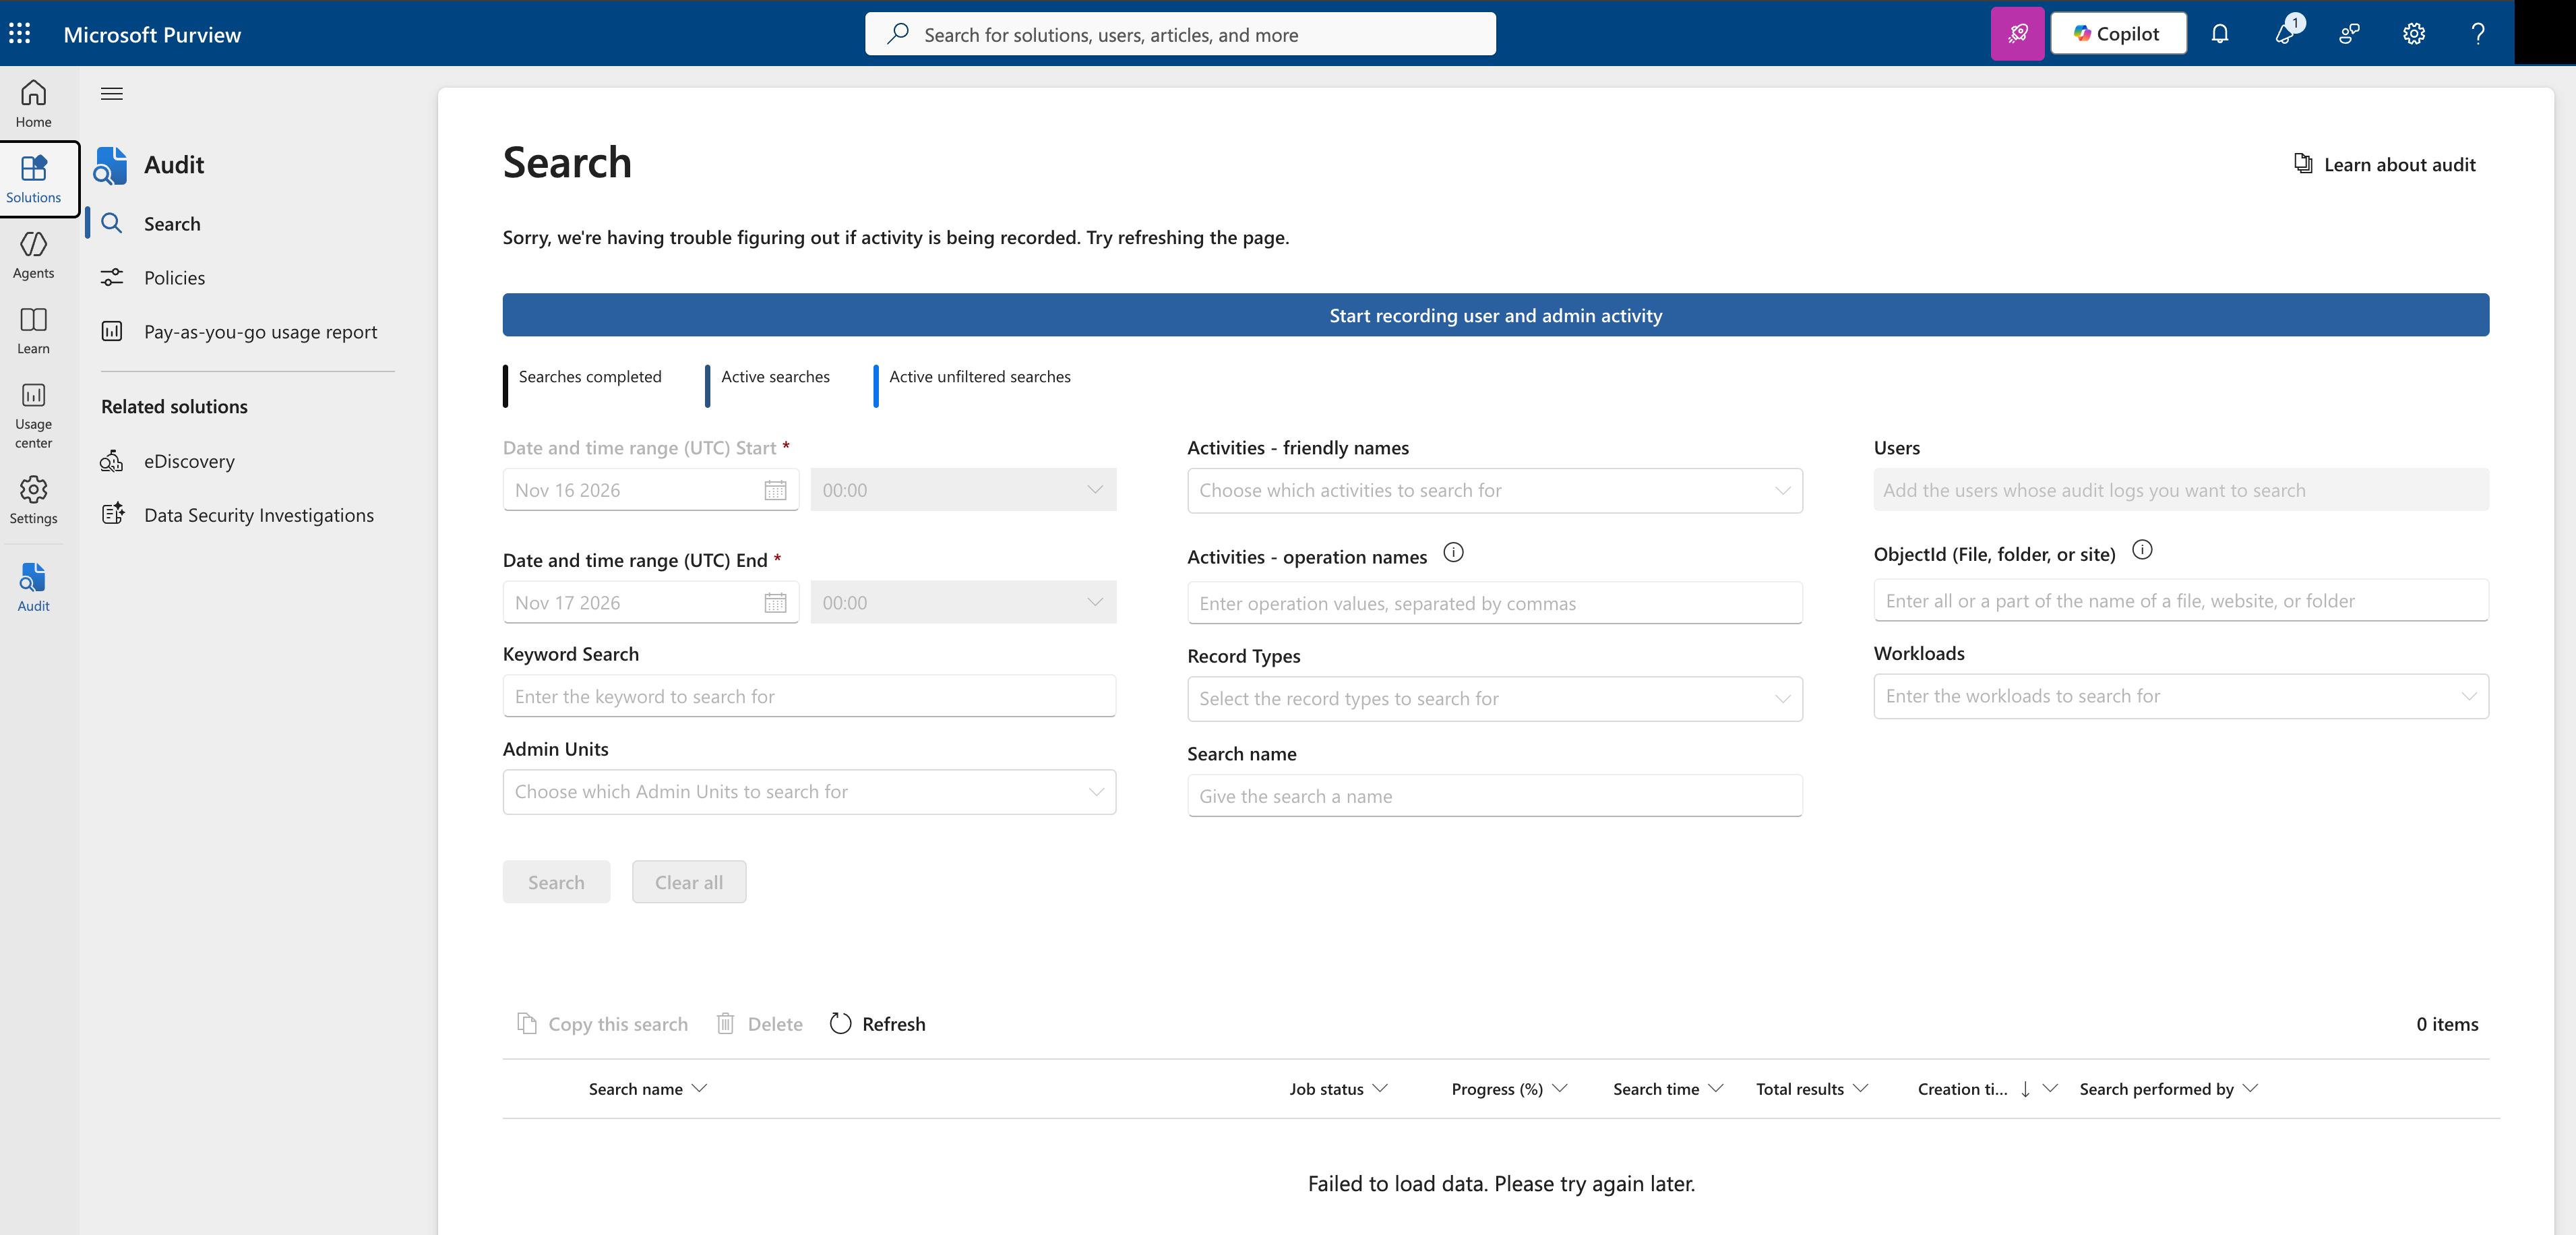 Microsoft Purview
Search for solutions, users, articles, and more
Copilot
1
Home
Solutions
Agents
Learn
Usage
center
Settings
Audit
Audit
Search
Policies
Pay-as-you-go usage report
Related solutions
eDiscovery
Data Security Investigations
Search
Learn about audit
Sorry, we're having trouble figuring out if activity is being recorded. Try refreshing the page.
Start recording user and admin activity
Searches completed
Active searches
Active unfiltered searches
Date and time range (UTC) Start *
Nov 16 2026
00:00
Date and time range (UTC) End *
Nov 17 2026
00:00
Keyword Search
Enter the keyword to search for
Admin Units
Choose which Admin Units to search for
Activities - friendly names
Choose which activities to search for
Activities - operation names
Enter operation values, separated by commas
Record Types
Select the record types to search for
Search name
Give the search a name
Users
Add the users whose audit logs you want to search
ObjectId (File, folder, or site)
Enter all or a part of the name of a file, website, or folder
Workloads
Enter the workloads to search for
Search
Clear all
Copy this search
Delete
Refresh
0 items
Search name
Job status
Progress (%)
Search time
Total results
Creation ti...
Search performed by
Failed to load data. Please try again later.